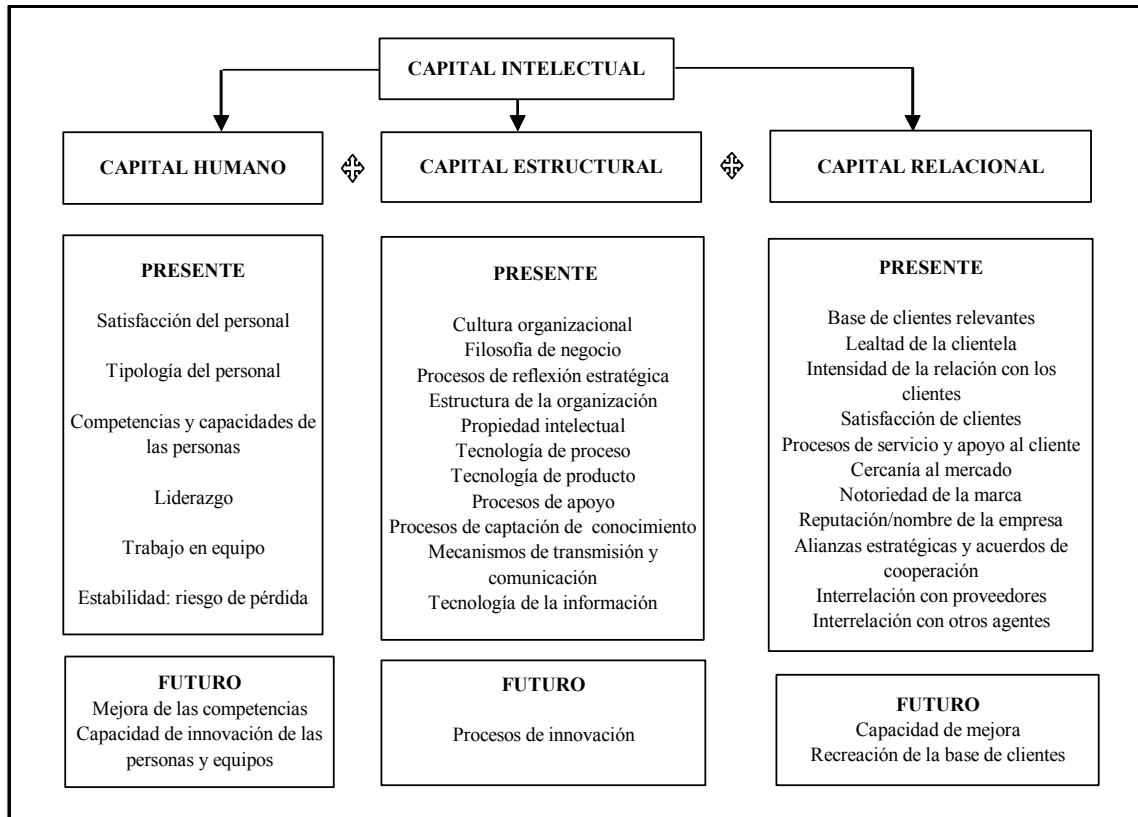 CAPITAL INTELECTUAL
CAPITAL HUMANO
CAPITAL ESTRUCTURAL
CAPITAL RELACIONAL
PRESENTE
Satisfacción del personal
Tipología del personal
Competencias y capacidades de
las personas
Liderazgo
Trabajo en equipo
Estabilidad: riesgo de pérdida
PRESENTE
Cultura organizacional
Filosofía de negocio
Procesos de reflexión estratégica
Estructura de la organización
Propiedad intelectual
Tecnología de proceso
Tecnología de producto
Procesos de apoyo
Procesos de captación de conocimiento
Mecanismos de transmisión y
comunicación
Tecnología de la información
PRESENTE
Base de clientes relevantes
Lealtad de la clientela
Intensidad de la relación con los
clientes
Satisfacción de clientes
Procesos de servicio y apoyo al cliente
Cercanía al mercado
Notoriedad de la marca
Reputación/nombre de la empresa
Alianzas estratégicas y acuerdos de
cooperación
Interrelación con proveedores
Interrelación con otros agentes
FUTURO
Mejora de las competencias
Capacidad de innovación de las
personas y equipos
FUTURO
Procesos de innovación
FUTURO
Capacidad de mejora
Recreación de la base de clientes